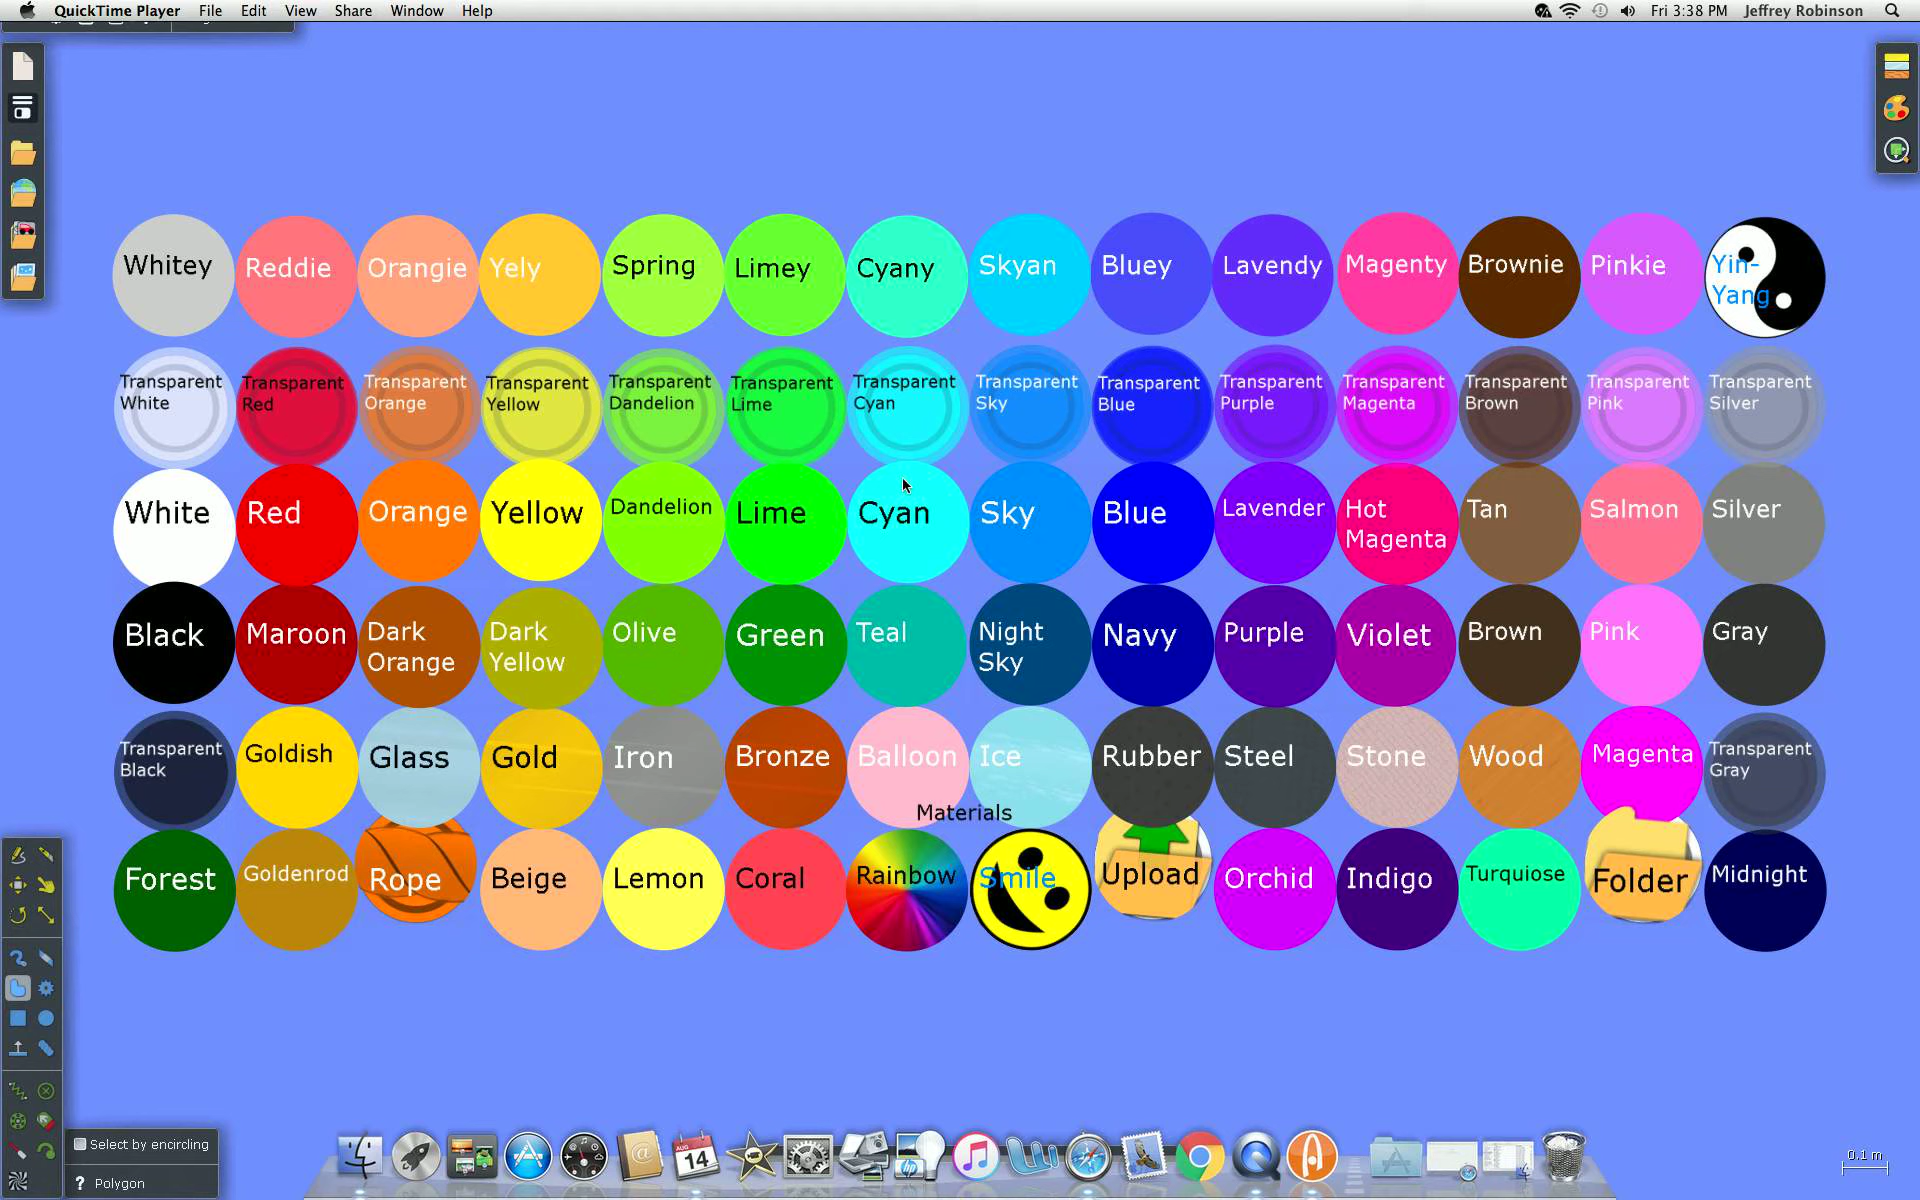 QuickTime Player File Edit View Share Window Help Fri 3:38 PM Jeffrey Robinson
Whitey Reddie Orangie Yely Spring Limey Cyany Skyan Bluey Lavendy Magenty Brownie Pinkie Yin-
Yang
Transparent Transparent Transparent Transparent Transparent Transparent Transparent Transparent Transparent Transparent Transparent Transparent Transparent Transparent
White Red Orange Yellow Dandelion Lime Cyan Sky Blue Purple Magenta Brown Pink Silver
White Red Orange Yellow Dandelion Lime Cyan Sky Blue Lavender Hot Tan Salmon Silver
Magenta
Black Maroon Dark Dark Olive Green Teal Night Navy Purple Violet Brown Pink Gray
Orange Yellow Sky
Transparent Goldish Glass Gold Iron Bronze Balloon Ice Rubber Steel Stone Wood Magenta Transparent
Black Gray
Materials
Forest Goldenrod Rope Beige Lemon Coral Rainbow Smile Upload Orchid Indigo Turquiose Folder Midnight
Select by encircling
? Polygon
AUG
14
0.1 m